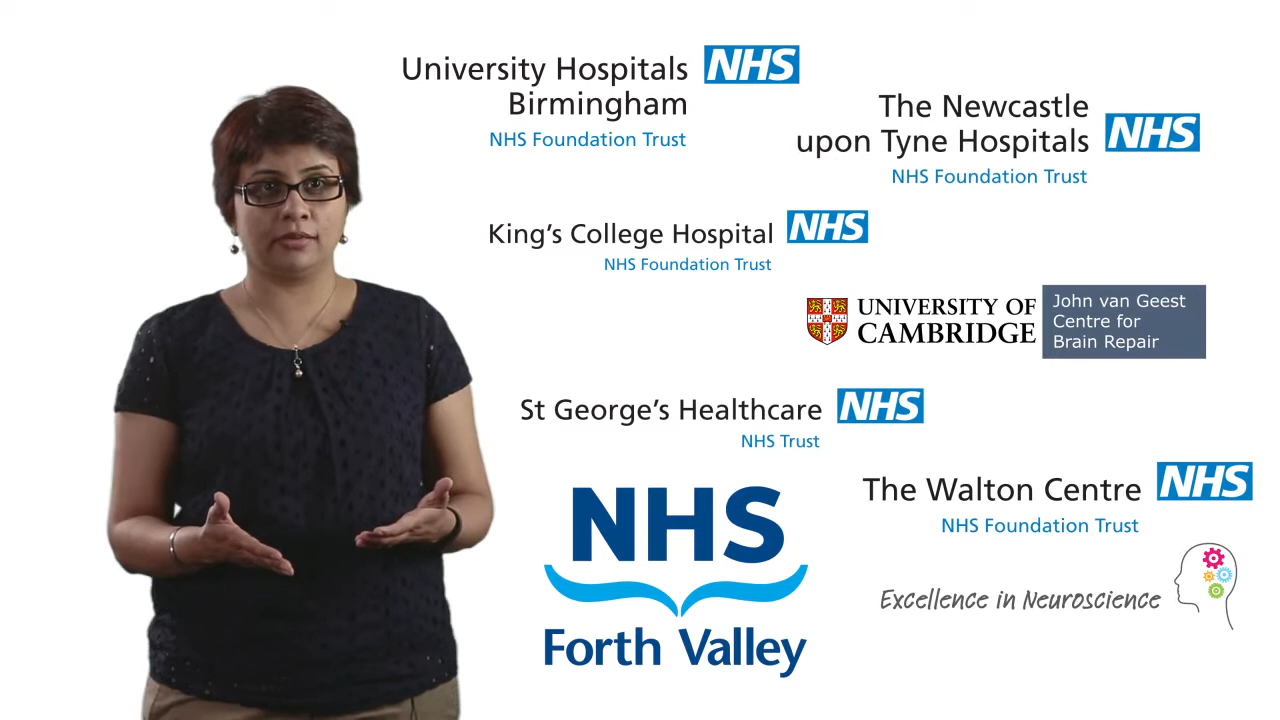 University Hospitals NHS
Birmingham
NHS Foundation Trust
The Newcastle
upon Tyne Hospitals NHS
NHS Foundation Trust
King's College Hospital NHS
NHS Foundation Trust
UNIVERSITY OF
CAMBRIDGE
John van Geest
Centre for
Brain Repair
St George's Healthcare NHS
NHS Trust
The Walton Centre NHS
NHS Foundation Trust
Excellence in Neuroscience
NHS
Forth Valley